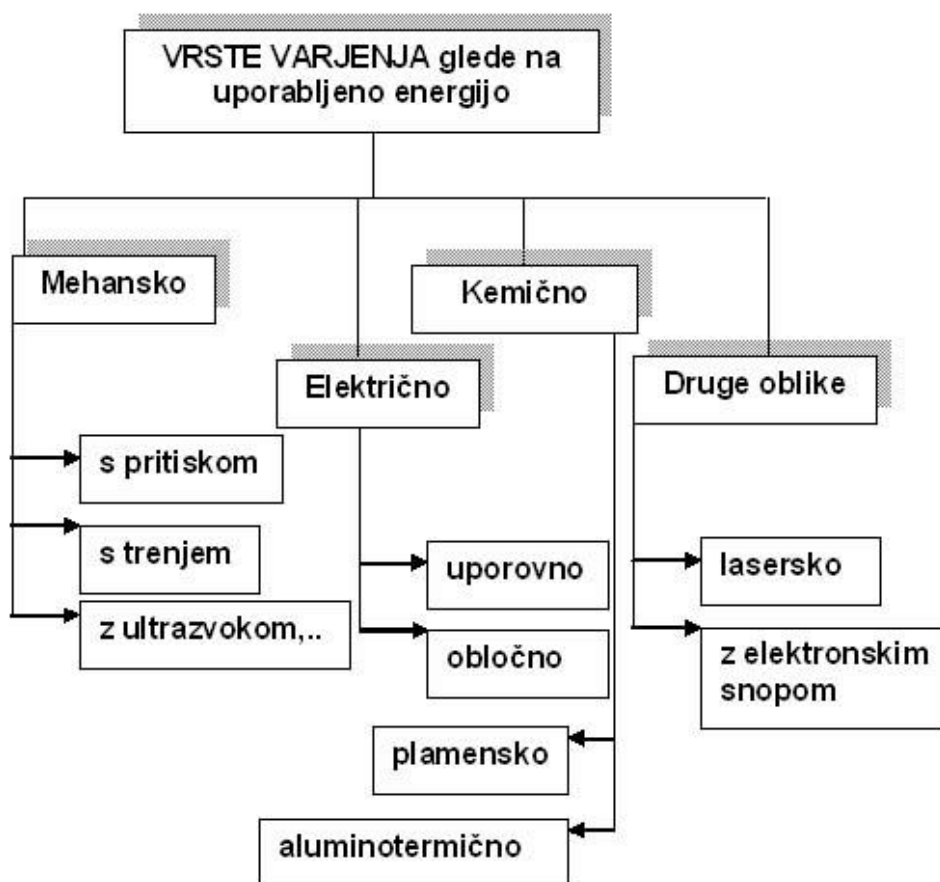 VRSTE VARJENJA glede na
uporabljeno energijo
Mehansko
Kemično
Električno
Druge oblike
s pritiskom
s trenjem
z ultrazvokom,..
uporovno
obločno
lasersko
z elektronskim
snopom
plamensko
aluminotermično